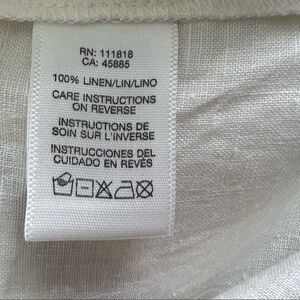 RN: 111818
CA: 45885
100% LINEN/LIN/LINO
CARE INSTRUCTIONS
ON REVERSE
INSTRUCTIONS DE
SOIN SUR L'INVERSE
INSTRUCCIONES DEL
CUIDADO EN REVÉS